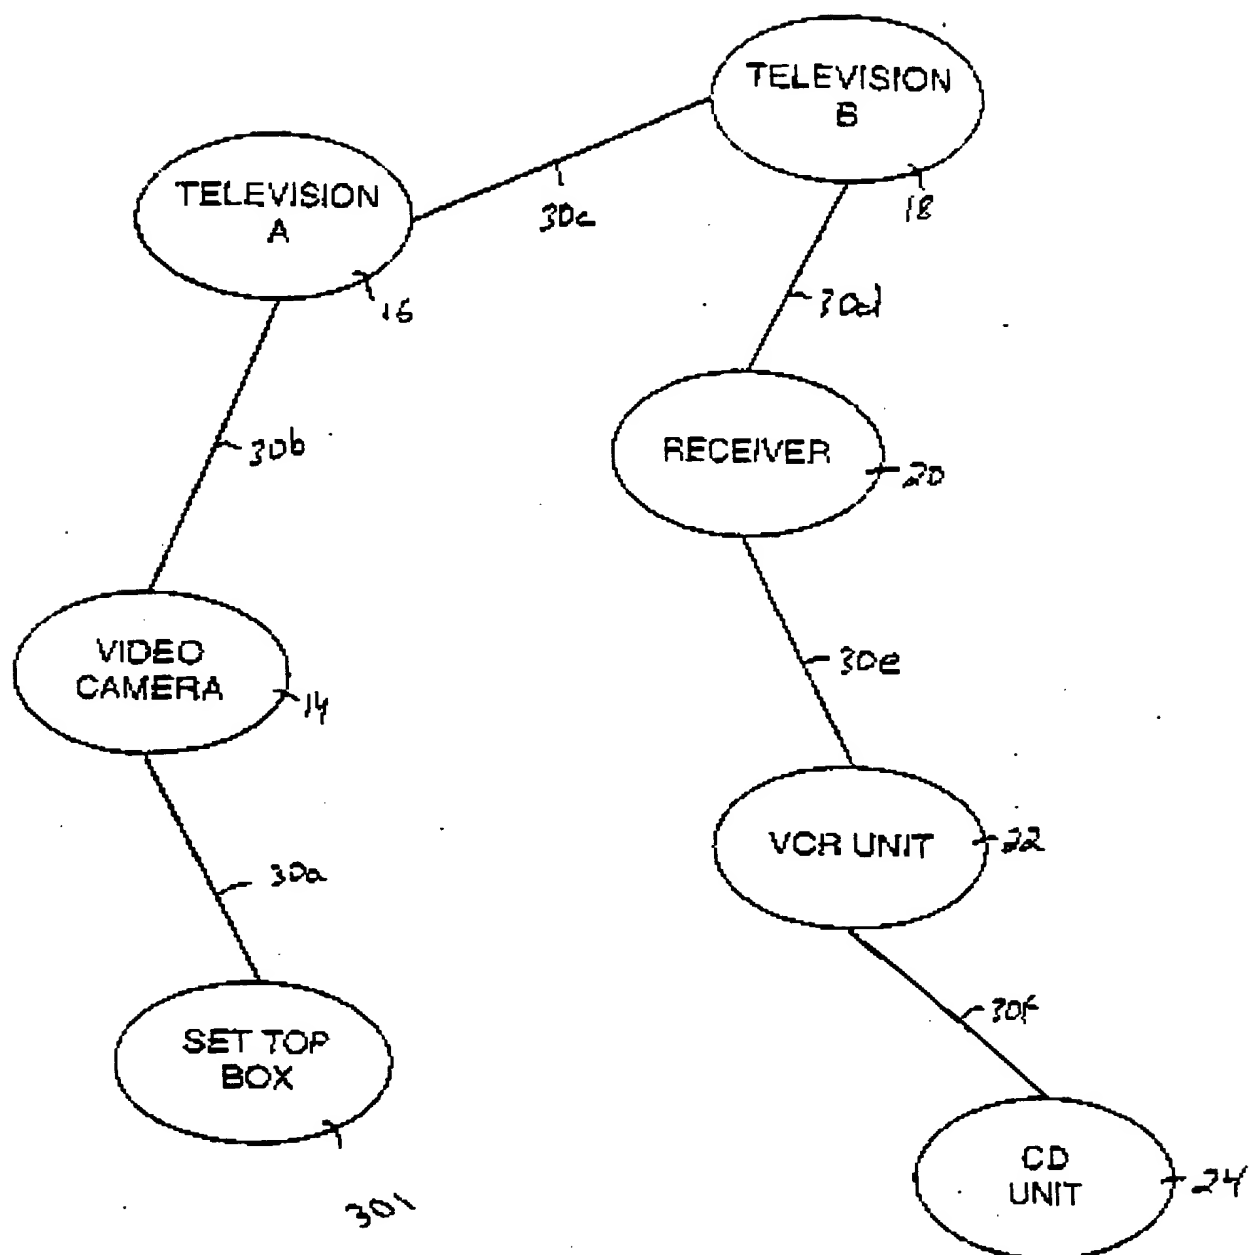 TELEVISION
B
18
TELEVISION
A
16
30c
30d
30b
RECEIVER
20
VIDEO
CAMERA
14
30e
VCR UNIT
22
30a
30f
SET TOP
BOX
301
CD
UNIT
24